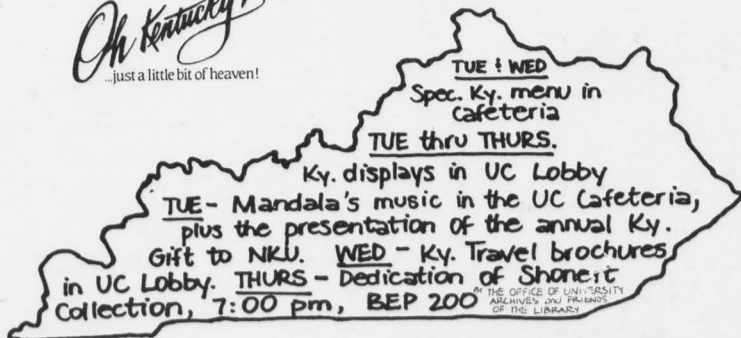 Oh Kentucky!
...just a little bit of heaven!
TUE & WED
Spec. Ky. menu in
cafeteria
TUE thru THURS.
Ky. displays in UC Lobby
TUE- Mandala's music in the UC Cafeteria,
plus the presentation of the annual Ky.
Gift to NKU. WED - Ky. Travel brochures
in UC Lobby. THURS - Dedication of
Collection, 7:00 pm, BEP 200 BY THE OFFICE OF UNIVERSITY
ARCHIVES and FRIENDS
OF THE LIBRARY